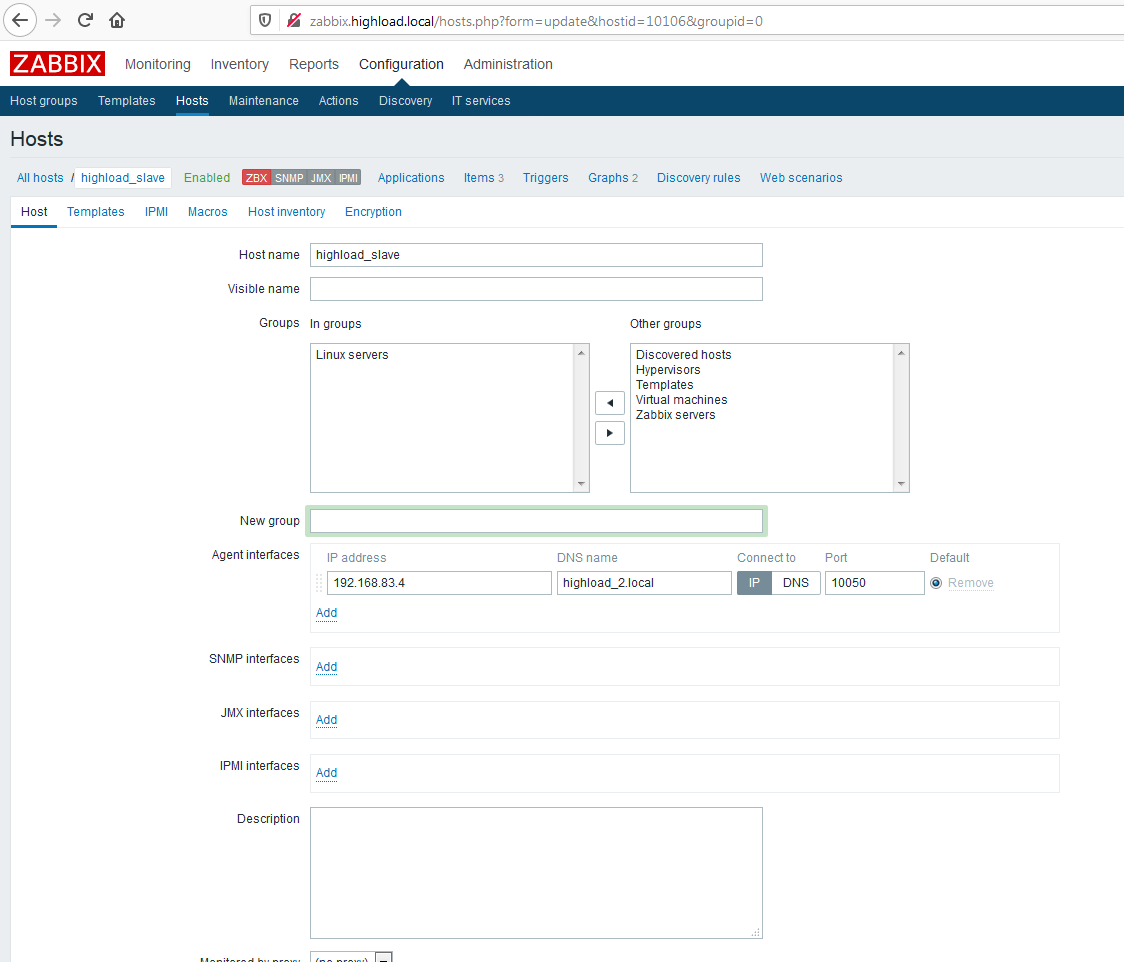 zabbix.highload.local/hosts.php?form=update&hostid=10106&groupid=0
ZABBIX Monitoring Inventory Reports Configuration Administration
Host groups Templates Hosts Maintenance Actions Discovery IT services
Hosts
All hosts / highload_slave Enabled ZBX SNMP JMX IPMI Applications Items 3 Triggers Graphs 2 Discovery rules Web scenarios
Host Templates IPMI Macros Host inventory Encryption
Host name highload_slave
Visible name
Groups In groups Other groups
Linux servers
Discovered hosts
Hypervisors
Templates
Virtual machines
Zabbix servers
New group
Agent interfaces IP address DNS name Connect to Port Default
192.168.83.4 highload_2.local IP DNS 10050 Remove
Add
SNMP interfaces Add
JMX interfaces Add
IPMI interfaces Add
Description
Monitored by proxy (no proxy)